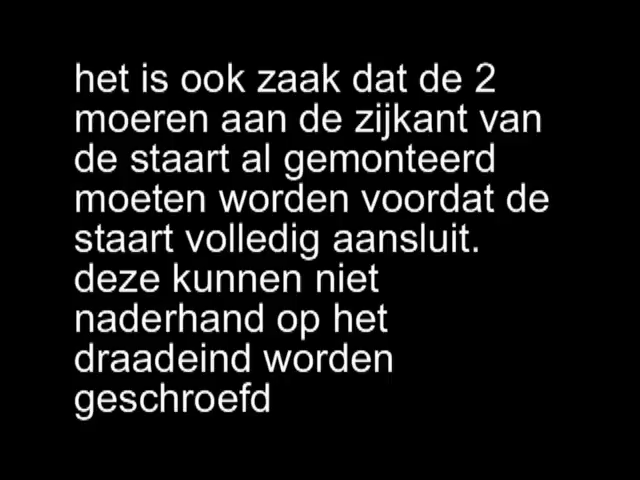 het is ook zaak dat de 2
moeren aan de zijkant van
de staart al gemonteerd
moeten worden voordat de
staart volledig aansluit.
deze kunnen niet
naderhand op het
draadeind worden
geschroefd